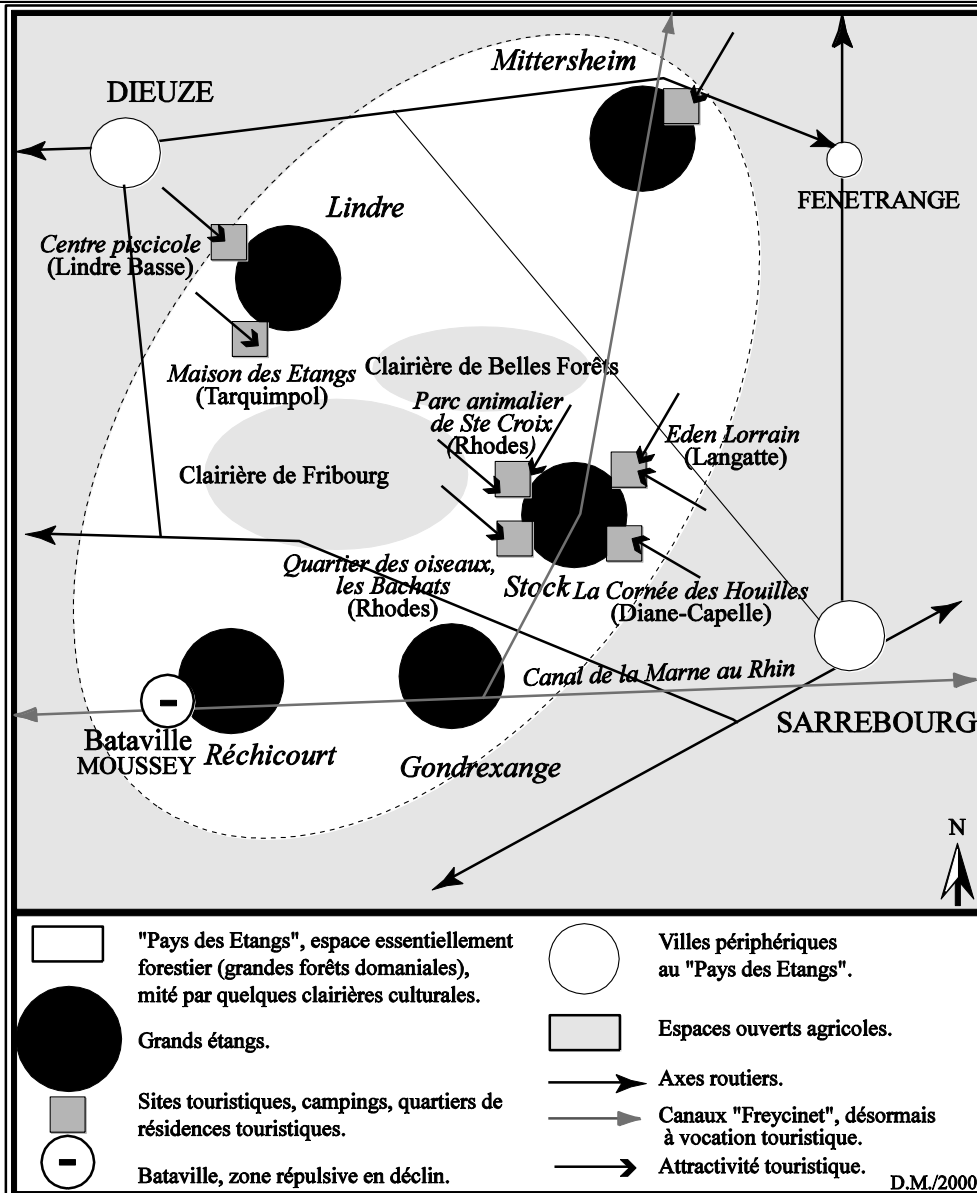 Mittersheim
DIEUZE
FENETRANGE
Lindre
Centre piscicole
(Lindre Basse)
Maison des Etangs
(Tarquimpol)
Clairière de Belles Forêts
Parc animalier
de Ste Croix
(Rhodes)
Eden Lorrain
(Langatte)
Clairière de Fribourg
Quartier des oiseaux,
les Bachats
(Rhodes)
Stock
La Cornée des Houilles
(Diane-Capelle)
Canal de la Marne au Rhin
SARREBOURG
Bataville
MOUSSEY
Réchicourt
Gondrexange
N
"Pays des Etangs", espace essentiellement
forestier (grandes forêts domaniales),
mité par quelques clairières culturales.
Grands étangs.
Sites touristiques, campings, quartiers de
résidences touristiques.
Bataville, zone répulsive en déclin.
Villes périphériques
au "Pays des Etangs".
Espaces ouverts agricoles.
Axes routiers.
Canaux "Freycinet", désormais
à vocation touristique.
Attractivité touristique.
D.M./2000